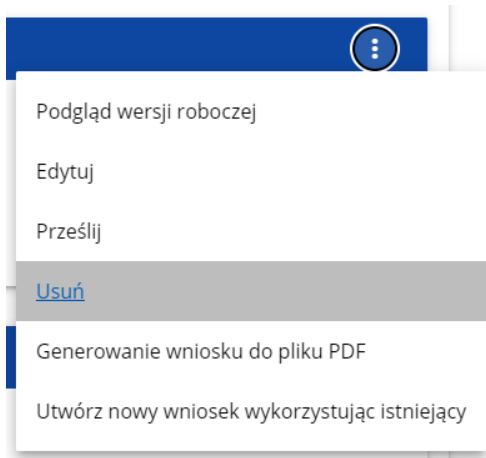 Podgląd wersji roboczej
Edytuj
Prześlij
Usuń
Generowanie wniosku do pliku PDF
Utwórz nowy wniosek wykorzystując istniejący